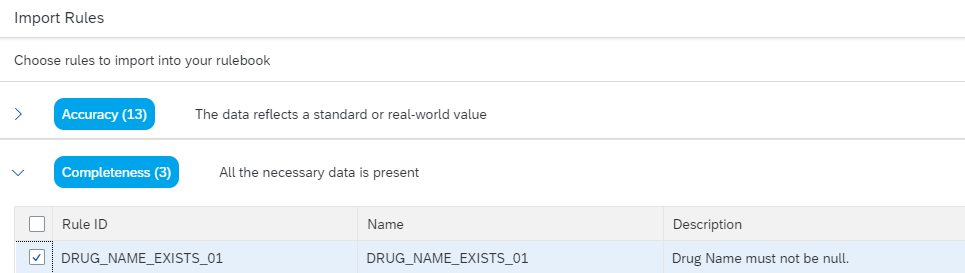 Import Rules
Choose rules to import into your rulebook
Accuracy (13) The data reflects a standard or real-world value
Completeness (3) All the necessary data is present
Rule ID Name Description
DRUG_NAME_EXISTS_01 DRUG_NAME_EXISTS_01 Drug Name must not be null.